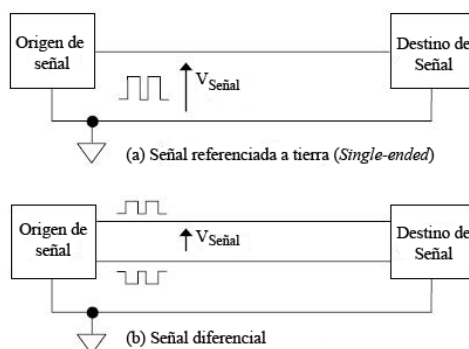 Origen de
señal
Destino de
Señal
VSeñal
(a) Señal referenciada a tierra (Single-ended)
Origen de
señal
Destino de
Señal
VSeñal
(b) Señal diferencial